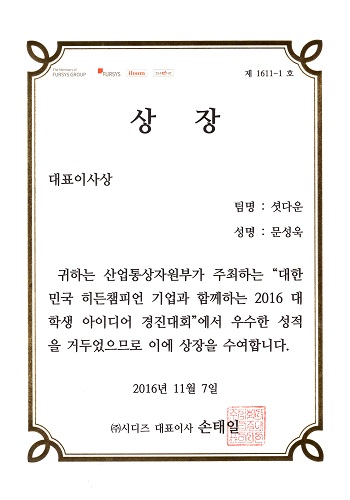 FURSYS GROUP
FURSYS
iloom
제 1611-1 호
상 장
대표이사상
팀명 : 셧다운
성명 : 문성욱
귀하는 산업통상자원부가 주최하는 "대한
민국 히든챔피언 기업과 함께하는 2016 대
학생 아이디어 경진대회"에서 우수한 성적
을 거두었으므로 이에 상장을 수여합니다.
2016년 11월 7일
㈜시디즈 대표이사 손태일